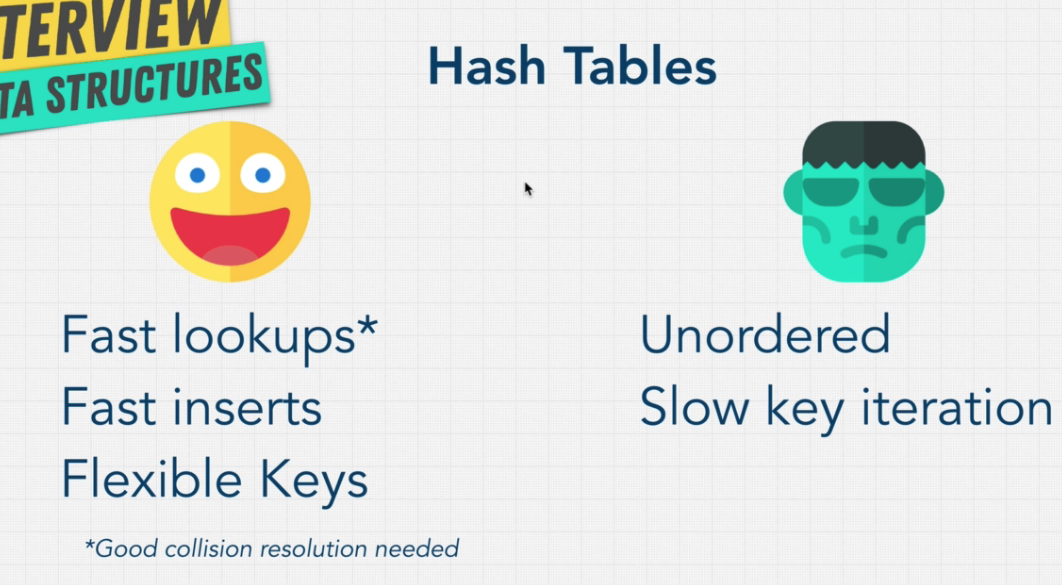 TERVIEW
TA STRUCTURES
Hash Tables
Fast lookups*
Fast inserts
Flexible Keys
*Good collision resolution needed
Unordered
Slow key iteration